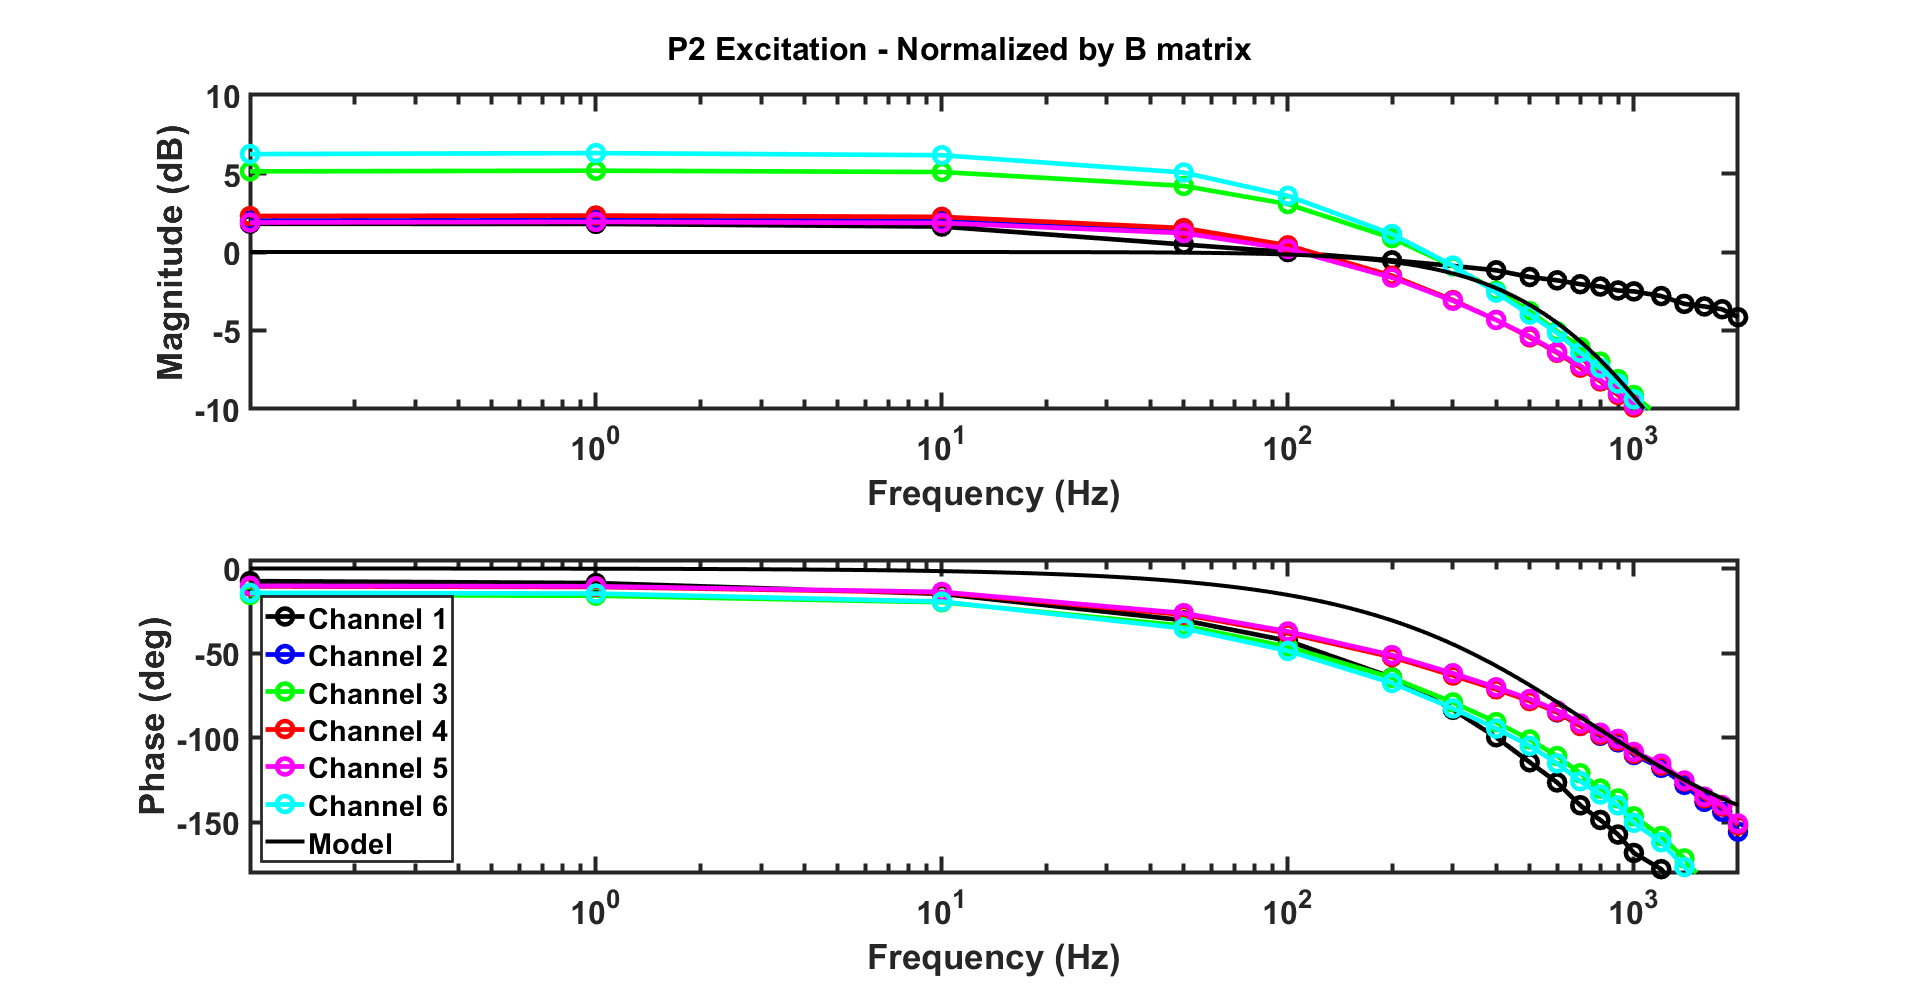 P2 Excitation - Normalized by B matrix
10
5
0
-5
-10
Magnitude (dB)
10^0
10^1
10^2
10^3
Frequency (Hz)
0
-50
-100
-150
Phase (deg)
Channel 1
Channel 2
Channel 3
Channel 4
Channel 5
Channel 6
Model
10^0
10^1
10^2
10^3
Frequency (Hz)